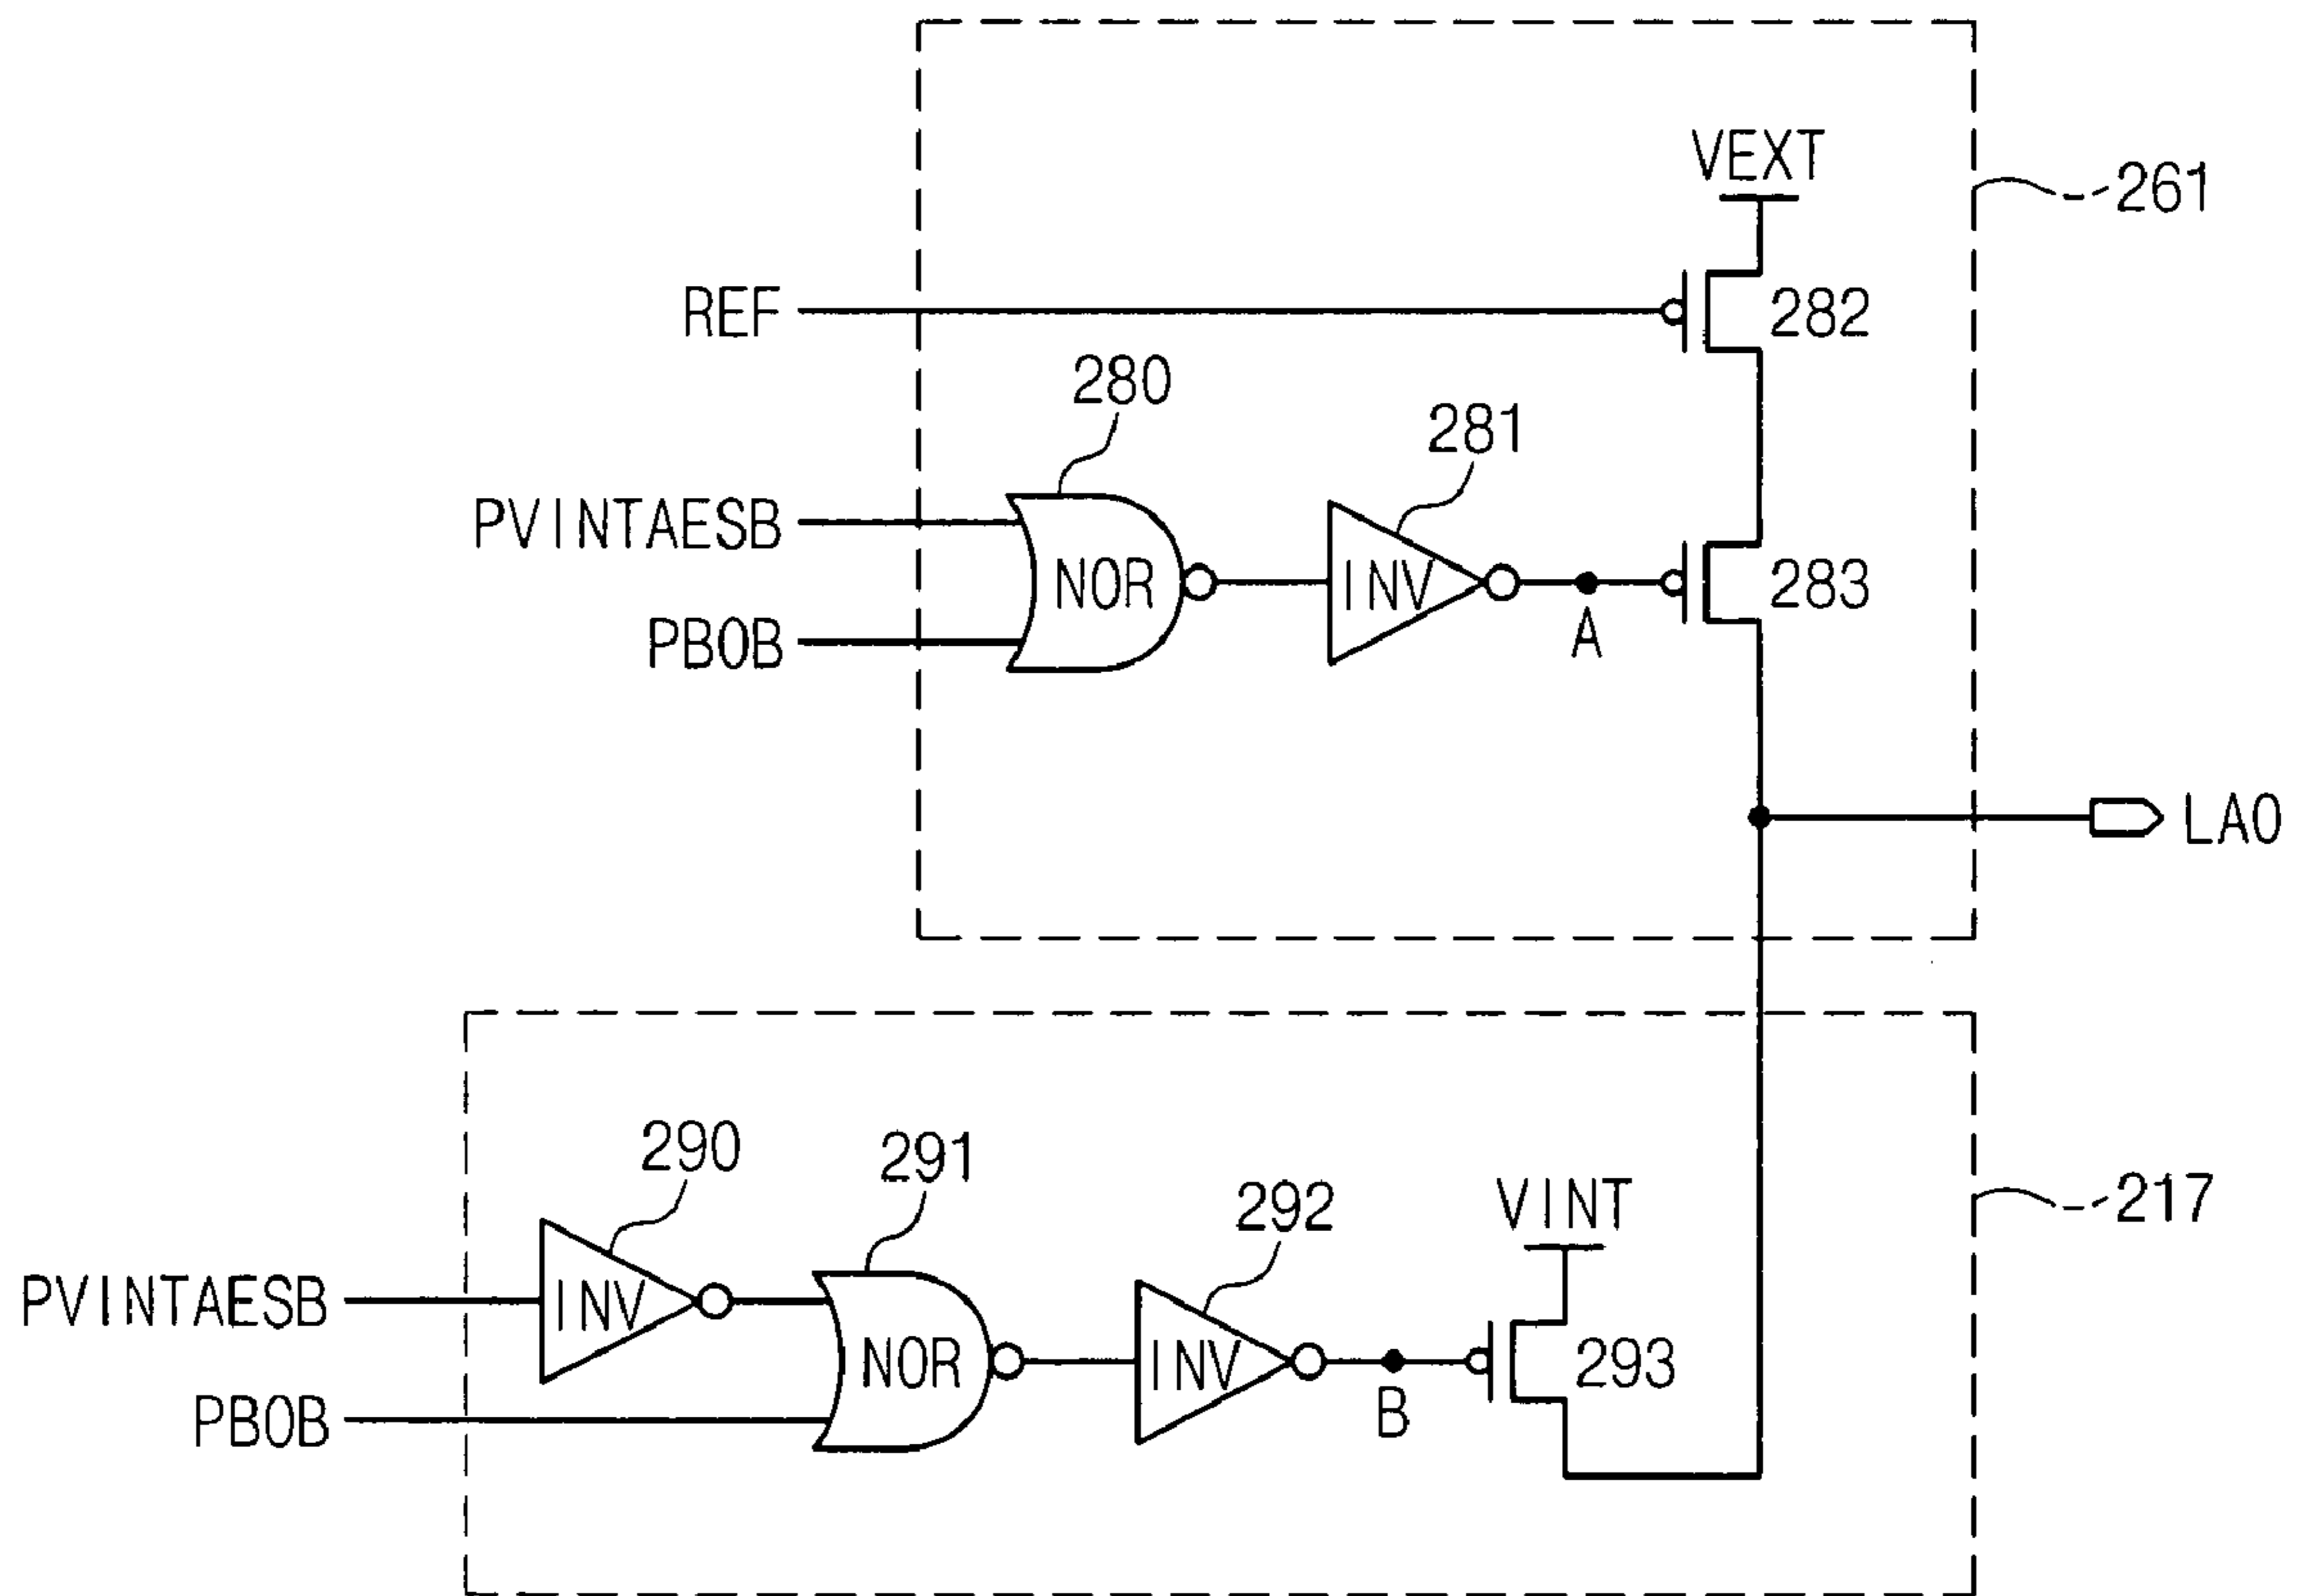 VEXT
261
REF
282
280
281
PVINTAESB
NOR
INV
283
PB0B
A
LA0
290
291
292
VINT
217
PVINTAESB
INV
NOR
INV
293
PB0B
B